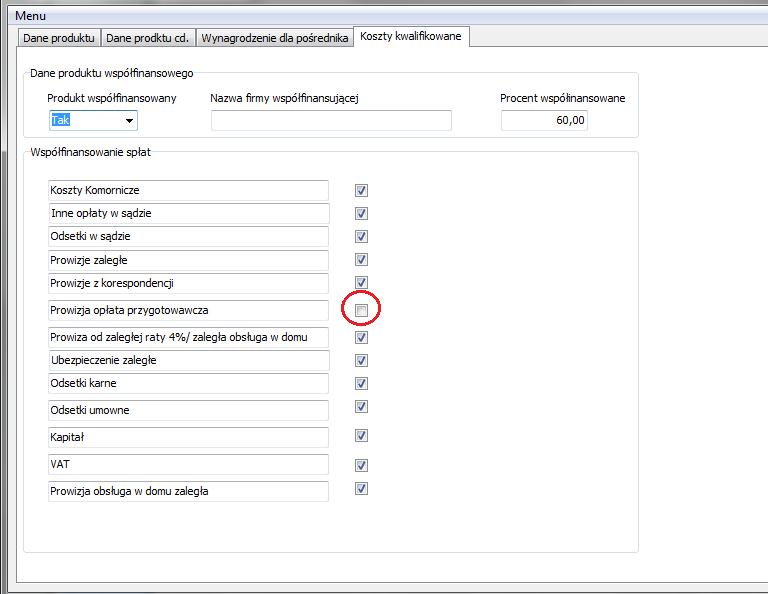 Menu
Dane produktu Dane prodktu cd. Wynagrodzenie dla pośrednika Koszty kwalifikowane
Dane produktu współfinansowego
Produkt współfinansowany Nazwa firmy współfinansującej Procent współinansowane
Tak 60,00
Współfinansowanie spłat
Koszty Komornicze
Inne opłaty w sądzie
Odsetki w sądzie
Prowizje zaległe
Prowizje z korespondencji
Prowizja opłata przygotowawcza
Prowiza od zaległej raty 4%/ zaległa obsługa w domu
Ubezpieczenie zaległe
Odsetki karne
Odsetki umowne
Kapitał
VAT
Prowizja obsługa w domu zaległa